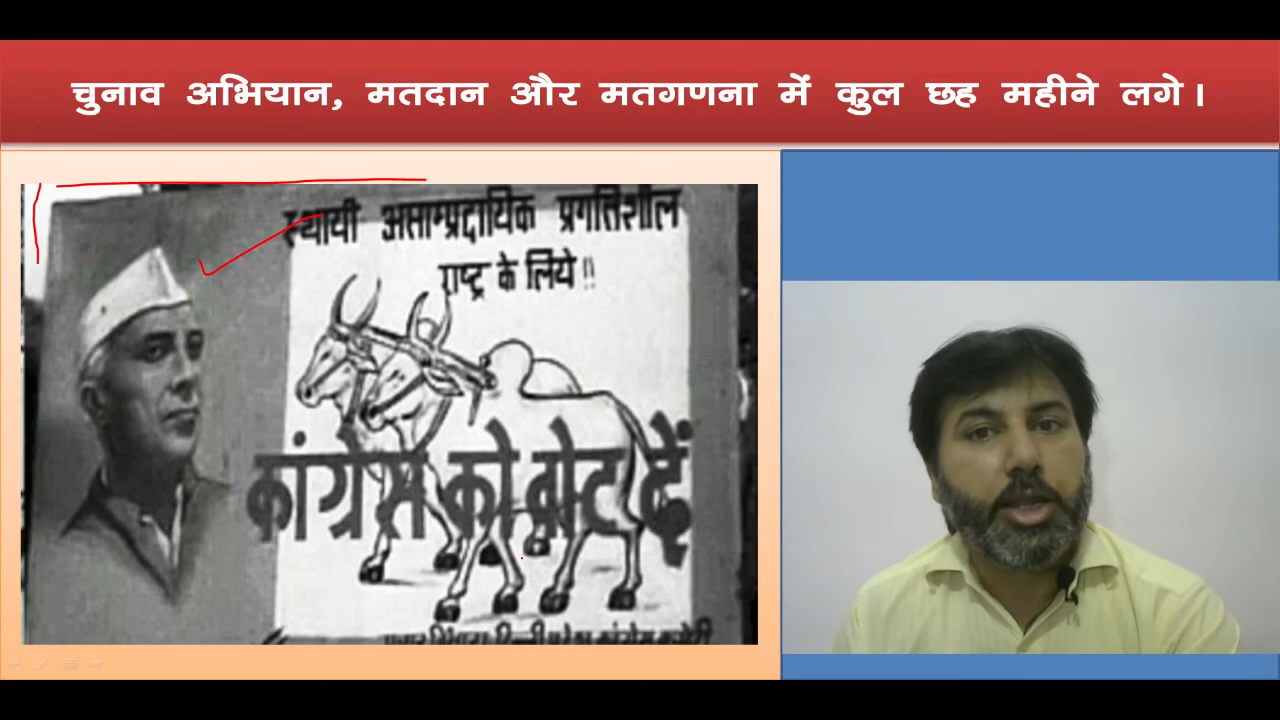 चुनाव अभियान, मतदान और मतगणना में कुल छह महीने लगे।
स्थायी असाम्प्रदायिक प्रगतिशील
राष्ट्र के लिये !!
कांग्रेस को वोट दें